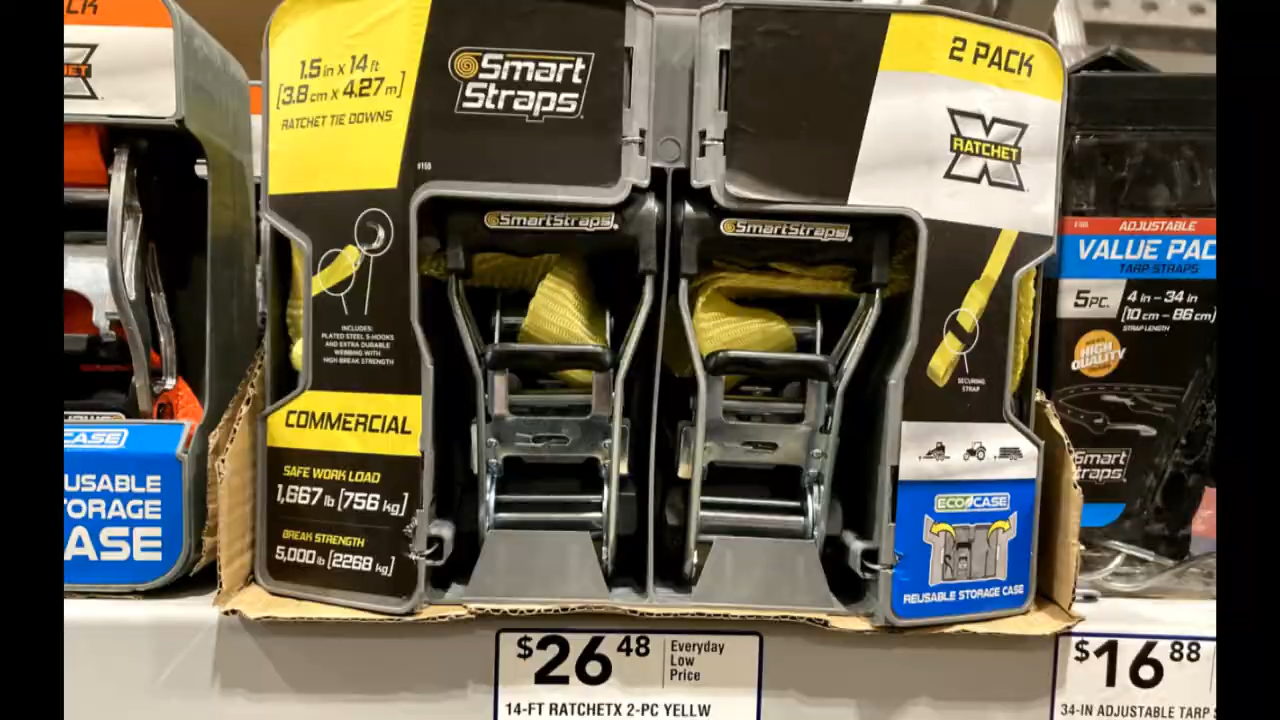 1.5 in x 14 ft
[3.8 cm x 4.27 m]
RATCHET TIE DOWNS
Smart
Straps
2 PACK
X
RATCHET
SmartStraps
SmartStraps
INCLUDES:
PLATED STEEL S-HOOKS
AND EXTRA DURABLE
WEBBING WITH
HIGH BREAK STRENGTH
SECURING
STRAP
COMMERCIAL
SAFE WORK LOAD
1,667 lb [756 kg]
BREAK STRENGTH
5,000 lb [2268 kg]
ECO CASE
REUSABLE STORAGE CASE
CASE
USABLE
ORAGE
ASE
ADJUSTABLE
VALUE PAC
TARP STRAPS
5PC.
4 in – 34 in
[10 cm – 86 cm]
STRAP LENGTH
HIGH
QUALITY
Smart
Straps
$26 48
Everyday
Low
Price
14-FT RATCHETX 2-PC YELLW
$16 88
34-IN ADJUSTABLE TARP S